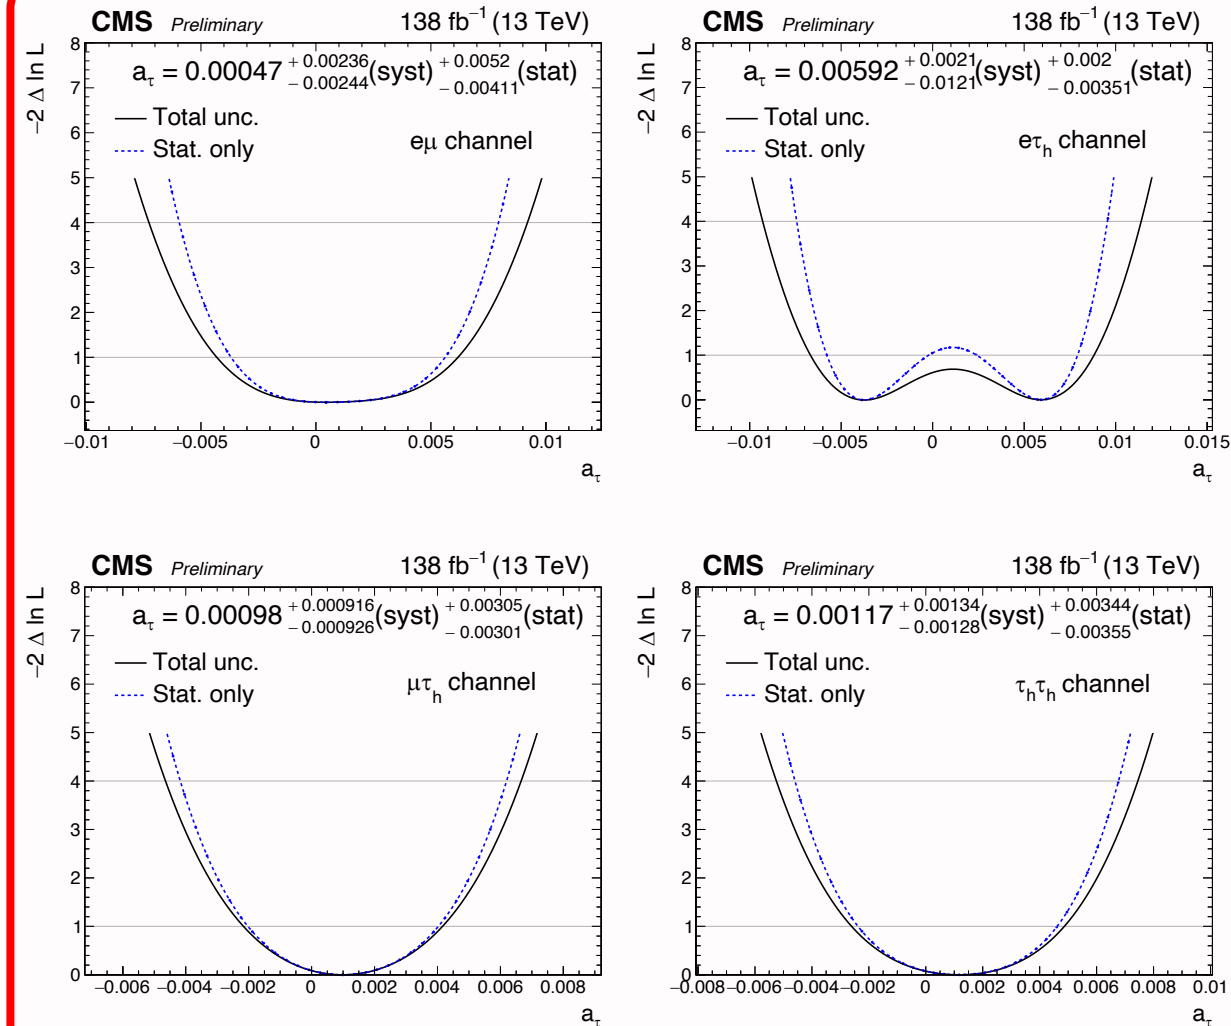 CMS Preliminary 138 fb⁻¹ (13 TeV)
−2 Δ ln L
a_τ = 0.00047 + 0.00236 − 0.00244 (syst) + 0.0052 − 0.00411 (stat)
Total unc.
Stat. only
eμ channel
8
7
6
5
4
3
2
1
0
−0.01 −0.005 0 0.005 0.01
a_τ
CMS Preliminary 138 fb⁻¹ (13 TeV)
−2 Δ ln L
a_τ = 0.00592 + 0.0021 − 0.0121 (syst) + 0.002 − 0.00351 (stat)
Total unc.
Stat. only
eτ_h channel
8
7
6
5
4
3
2
1
0
−0.01 −0.005 0 0.005 0.01 0.015
a_τ
CMS Preliminary 138 fb⁻¹ (13 TeV)
−2 Δ ln L
a_τ = 0.00098 + 0.000916 − 0.000926 (syst) + 0.00305 − 0.00301 (stat)
Total unc.
Stat. only
μτ_h channel
8
7
6
5
4
3
2
1
0
−0.006 −0.004 −0.002 0 0.002 0.004 0.006 0.008
a_τ
CMS Preliminary 138 fb⁻¹ (13 TeV)
−2 Δ ln L
a_τ = 0.00117 + 0.00134 − 0.00128 (syst) + 0.00344 − 0.00355 (stat)
Total unc.
Stat. only
τ_hτ_h channel
8
7
6
5
4
3
2
1
0
−0.008 −0.006 −0.004 −0.002 0 0.002 0.004 0.006 0.008 0.01
a_τ